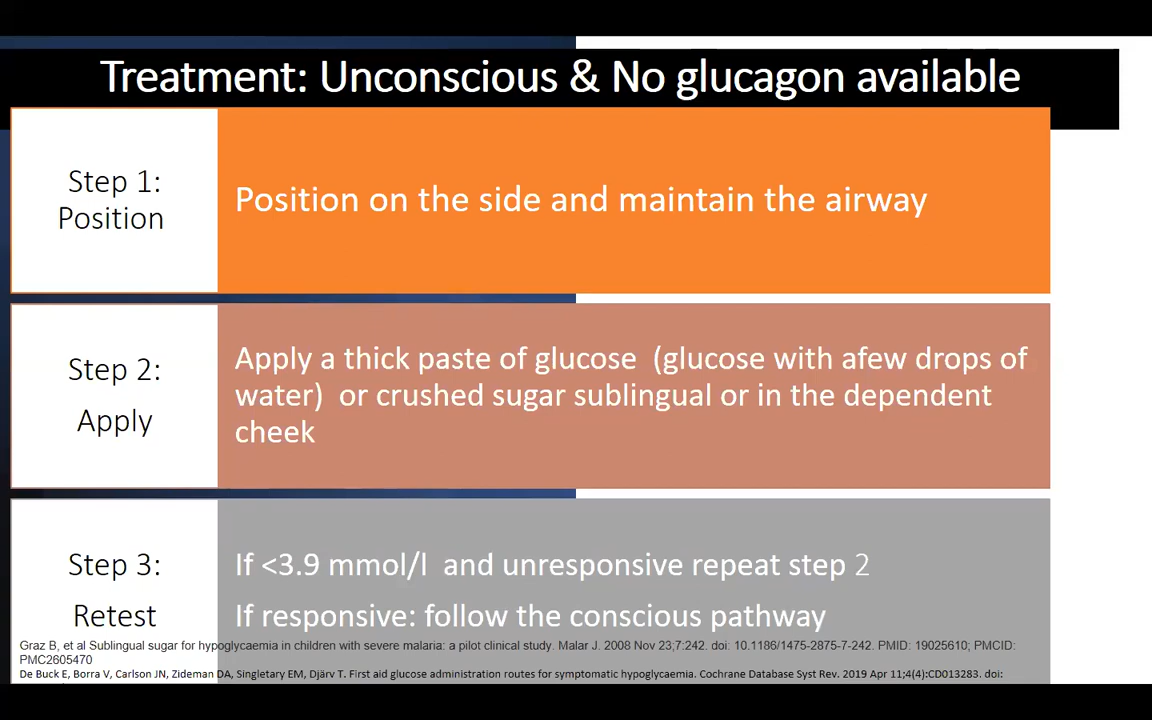 Treatment: Unconscious & No glucagon available
Step 1:
Position
Position on the side and maintain the airway
Step 2:
Apply
Apply a thick paste of glucose  (glucose with afew drops of
water)  or crushed sugar sublingual or in the dependent
cheek
Step 3:
Retest
If <3.9 mmol/l  and unresponsive repeat step 2
If responsive: follow the conscious pathway
Graz B, et al Sublingual sugar for hypoglycaemia in children with severe malaria: a pilot clinical study. Malar J. 2008 Nov 23;7:242. doi: 10.1186/1475-2875-7-242. PMID: 19025610; PMCID:
PMC2605470
De Buck E, Borra V, Carlson JN, Zideman DA, Singletary EM, Djärv T. First aid glucose administration routes for symptomatic hypoglycaemia. Cochrane Database Syst Rev. 2019 Apr 11;4(4):CD013283. doi: